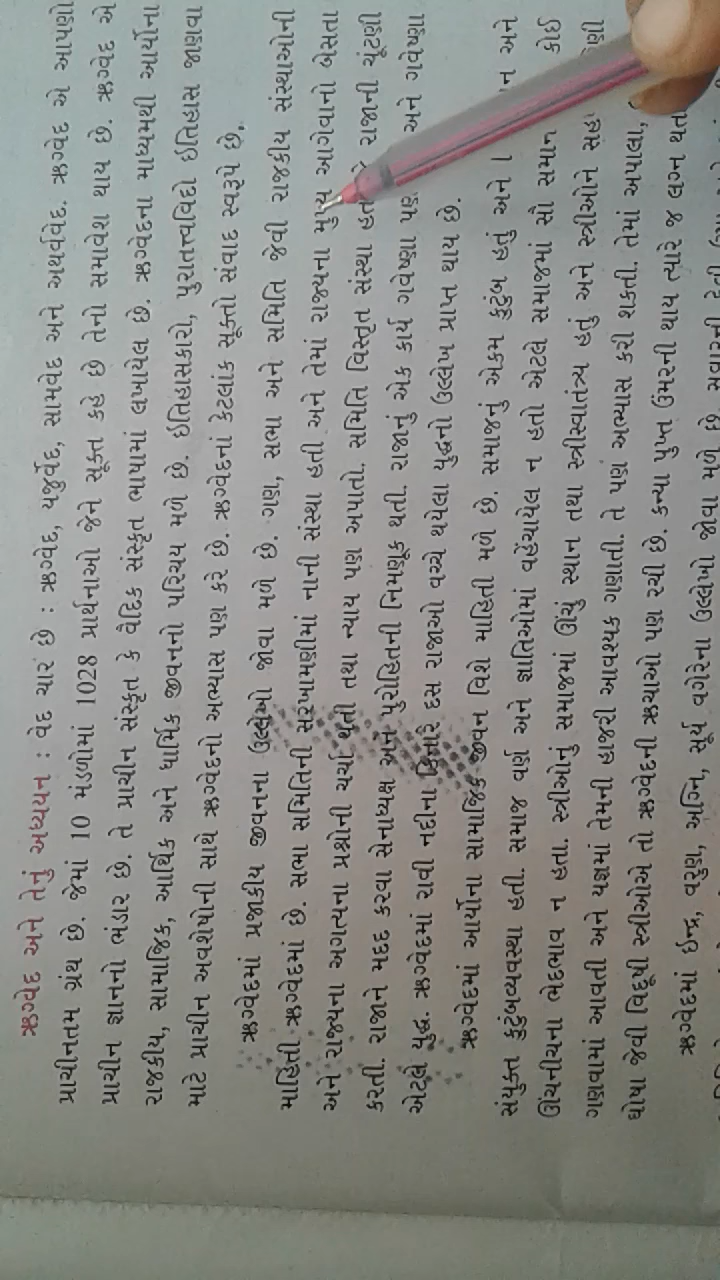 ઋગ્વેદ અને તેનું અધ્યયન : વેદ ચાર છે : ઋગ્વેદ, યજુર્વેદ, સામવેદ અને અથર્વવેદ. ઋગ્વેદ એ આપણો
પ્રાચીનતમ ગ્રંથ છે. જેમાં 10 મંડળોમાં 1028 પ્રાર્થનાઓ જેને સૂક્ત કહે છે તેનો સમાવેશ થાય છે. ઋગ્વેદ એ
પ્રાચીન જ્ઞાનનો ભંડાર છે. તે પ્રાચીન સંસ્કૃત કે વૈદિક સંસ્કૃત ભાષામાં લખાયેલ છે. ઋગ્વેદના માધ્યમથી આર્યોના
રાજકીય, સામાજિક, આર્થિક અને ધાર્મિક જીવનનો પરિચય મળે છે. ઇતિહાસકારો, પુરાતત્ત્વવિદો ઇતિહાસ જાણવા
માટે પ્રાચીન અવશેષોની સાથે ઋગ્વેદનો અભ્યાસ પણ કરે છે. ઋગ્વેદનાં કેટલાંક સૂક્તો સંવાદ સ્વરૂપે છે.
ઋગ્વેદમાં પ્રજાકીય જીવનના ઉલ્લેખો જોવા મળે છે. ગણ, સભા અને સમિતિ જેવી રાજકીય સંસ્થાઓની
માહિતી ઋગ્વેદમાં છે. સભા સમિતિની સરખામણીમાં નાની સંસ્થા હતી અને તેમાં રાજ્યના મુખ્ય આગેવાનો બેસતા
અને રાજ્યના અગત્યના પ્રશ્નોની ચર્ચા થતી તથા ન્યાય પણ અપાતો. સમિતિ વિસ્તૃત સંસ્થા રાજાની ચૂંટણી
કરતી. રાજાને મદદ કરવા સેનાધ્યક્ષ અને પુરોહિતની નિમણૂક થતી. રાજાનું એક કાર્ય ગવેષણા અને ગવેષણા
એટલે યુદ્ધ. ઋગ્વેદમાં રાવી નદીના કિનારે દસ રાજાઓ વચ્ચે થયેલા યુદ્ધનો ઉલ્લેખ પ્રાપ્ત થાય છે.
ઋગ્વેદમાં આર્યોના સામાજિક જીવન વિશે માહિતી મળે છે. સમાજનું એકમ કુટુંબ હતું અને અને
સંયુક્ત કુટુંબવ્યવસ્થા હતી. સમાજ વર્ણ અને જ્ઞાતિઓમાં વહેંચાયેલ ન હતો એટલે સમાજમાં સૌ સમાન કોઈ
ઊંચનીચના ભેદભાવ ન હતા. સ્ત્રીઓનું સમાજમાં ઊંચું સ્થાન તથા સ્ત્રીસ્વાતંત્ર્ય હતું અને સ્ત્રીઓને
ગણવામાં આવતી અને યજ્ઞમાં તેમની હાજરી આવશ્યક ગણાતી. તે પણ અભ્યાસ કરી શકતી. તેમાં અપાલા,
ઘોષા જેવી વિદુષી સ્ત્રીઓએ તો ઋગ્વેદની ઋચાઓ પણ રચી છે. કન્યા પુખ્ત ઉંમરની થાય ત્યારે જ લગ્ન
ઋગ્વેદમાં ઇન્દ્ર, વરુણ, અગ્નિ, સૂર્ય વગેરેના ઉલ્લેખો જોવા મળે છે